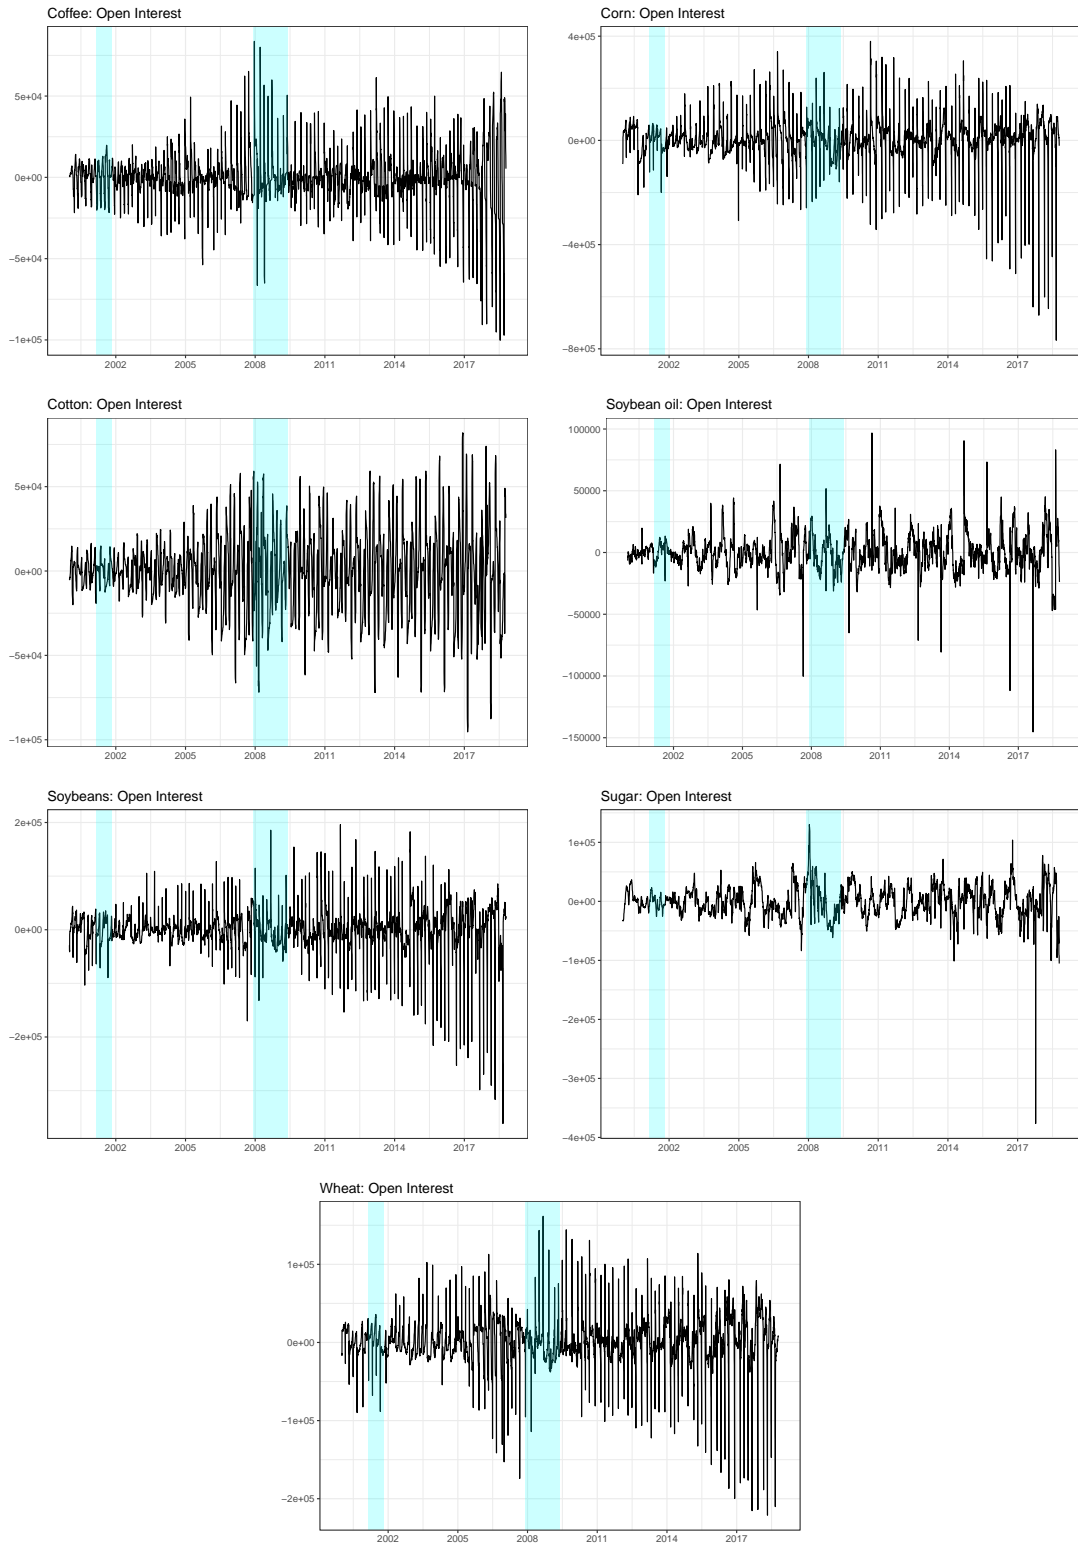 Coffee: Open Interest
5e+04
0e+00
−5e+04
−1e+05
2002 2005 2008 2011 2014 2017
Corn: Open Interest
4e+05
0e+00
−4e+05
−8e+05
2002 2005 2008 2011 2014 2017
Cotton: Open Interest
5e+04
0e+00
−5e+04
−1e+05
2002 2005 2008 2011 2014 2017
Soybean oil: Open Interest
100000
50000
0
−50000
−100000
−150000
2002 2005 2008 2011 2014 2017
Soybeans: Open Interest
2e+05
0e+00
−2e+05
2002 2005 2008 2011 2014 2017
Sugar: Open Interest
1e+05
0e+00
−1e+05
−2e+05
−3e+05
−4e+05
2002 2005 2008 2011 2014 2017
Wheat: Open Interest
1e+05
0e+00
−1e+05
−2e+05
2002 2005 2008 2011 2014 2017